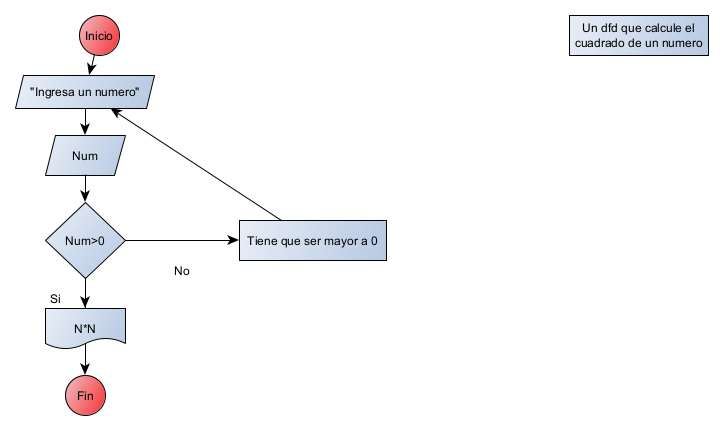 Inicio
Un dfd que calcule el
cuadrado de un numero
"Ingresa un numero"
Num
Num>0
Tiene que ser mayor a 0
No
Si
N*N
Fin